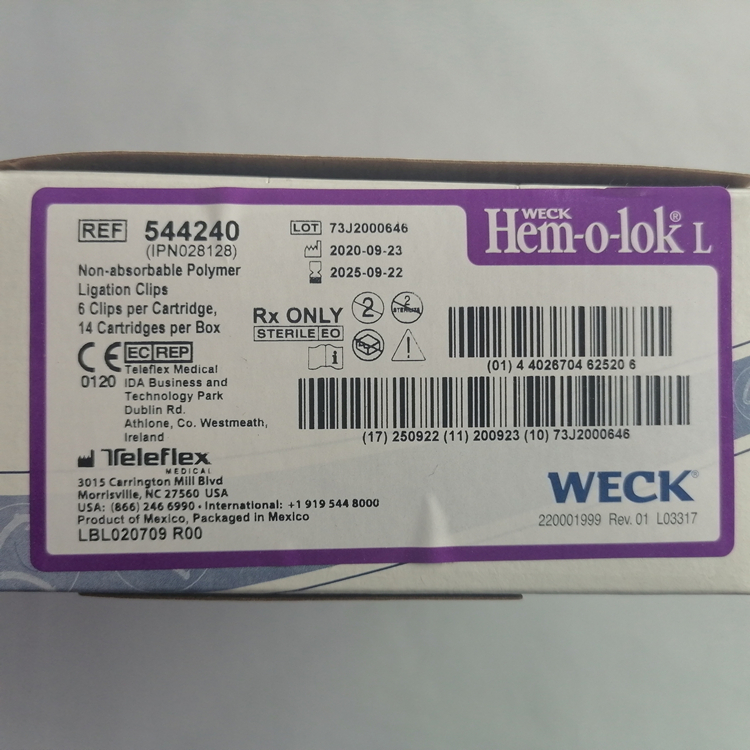 REF 544240
(IPN028128)
Non-absorbable Polymer
Ligation Clips
6 Clips per Cartridge,
14 Cartridges per Box
CE
0120
EC REP
Teleflex Medical
IDA Business and
Technology Park
Dublin Rd.
Athlone, Co. Westmeath,
Ireland
Teleflex
MEDICAL
3015 Carrington Mill Blvd
Morrisville, NC 27560 USA
USA: (866) 246 6990 • International: +1 919 544 8000
Product of Mexico, Packaged in Mexico
LBL020709 R00
LOT 73J2000646
2020-09-23
2025-09-22
Rx ONLY
STERILE EO
2
2
STERILIZE
i
WECK
Hem-o-lok® L
(01) 4 4026704 62520 6
(17) 250922 (11) 200923 (10) 73J2000646
WECK®
220001999 Rev. 01 L03317